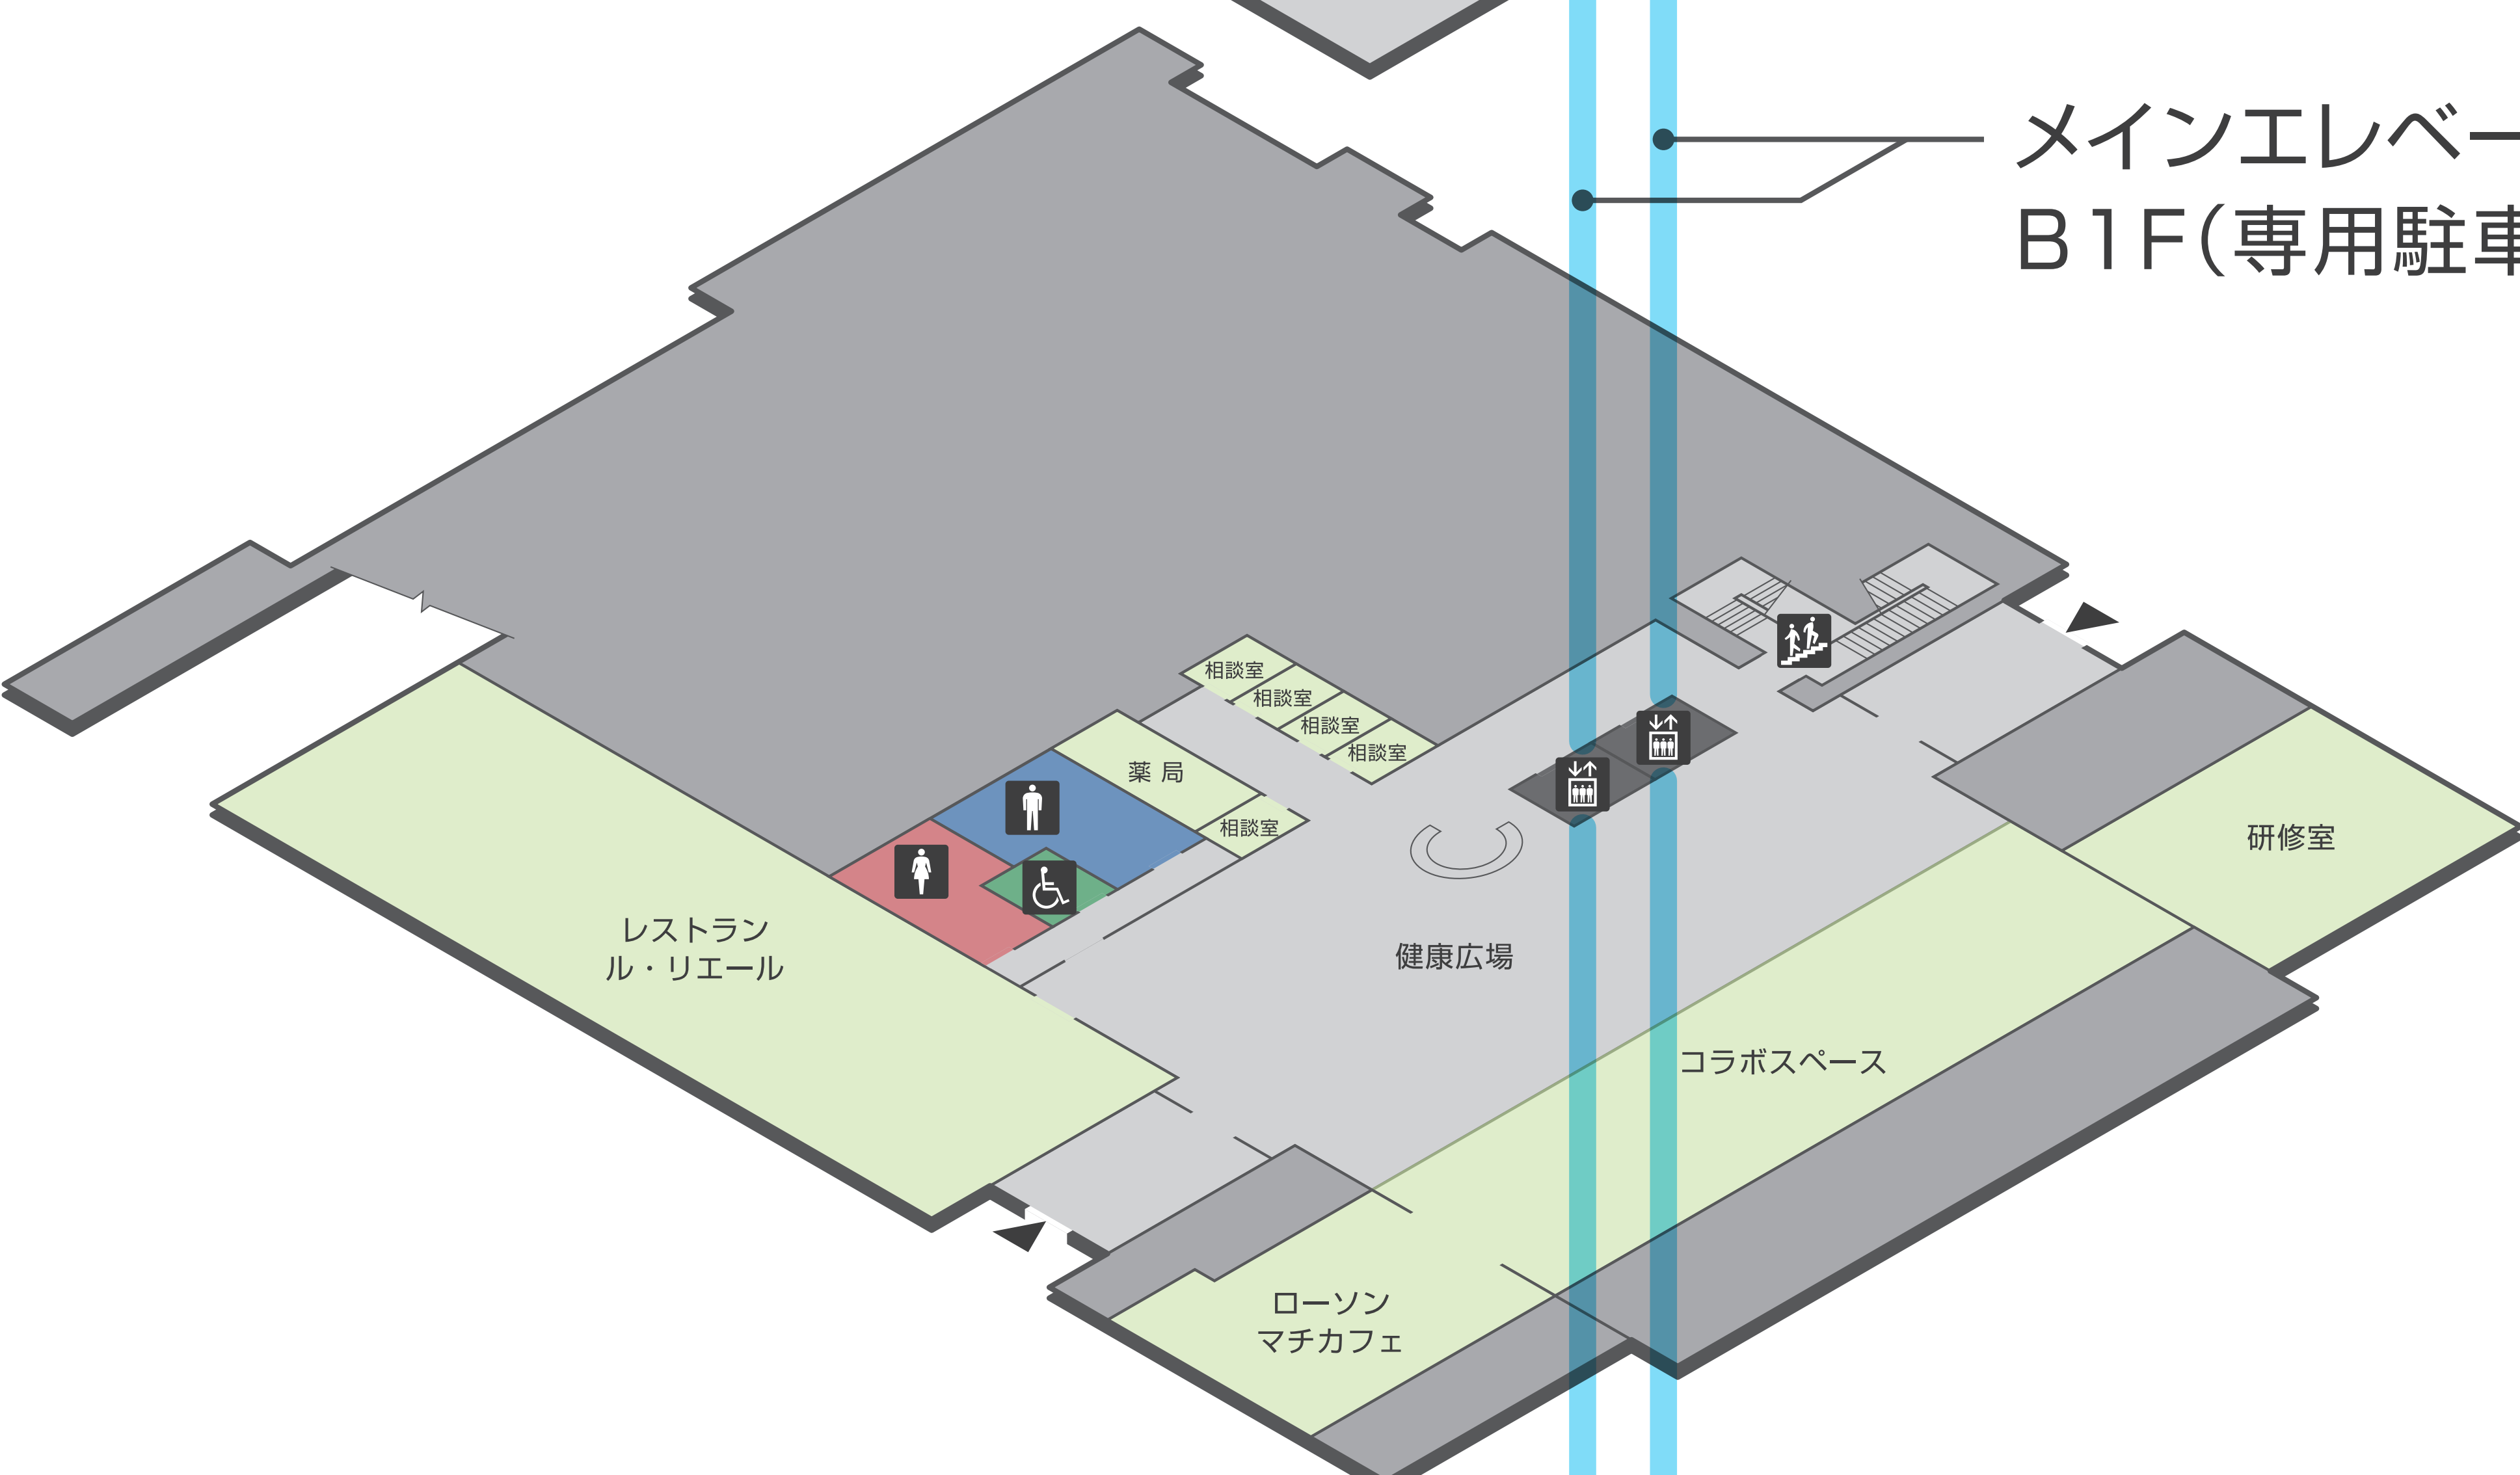 メインエレベー
B1F(専用駐車
相談室
相談室
相談室
相談室
薬 局
相談室
研修室
レストラン
ル・リエール
健康広場
コラボスペース
ローソン
マチカフェ